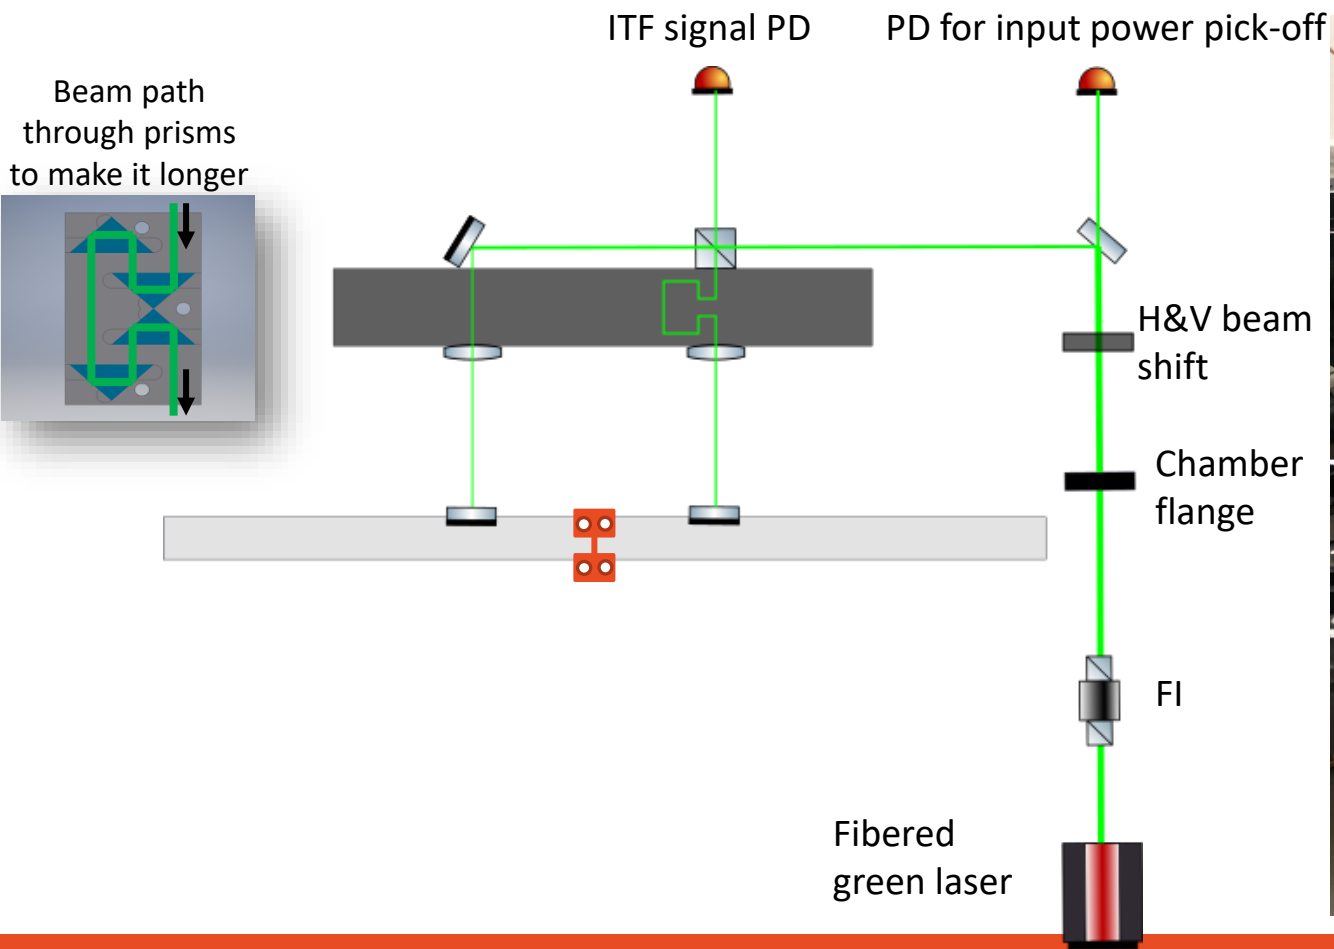 ITF signal PD
PD for input power pick-off
Beam path
through prisms
to make it longer
H&V beam
shift
Chamber
flange
FI
Fibered
green laser